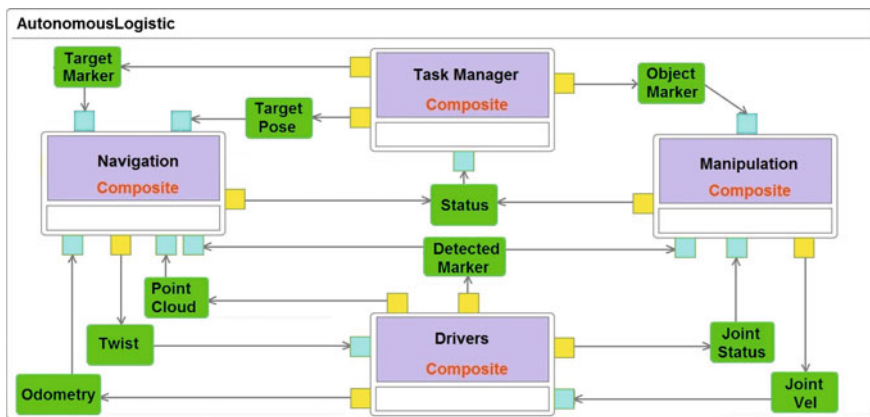 AutonomousLogistic
Target
Marker
Task Manager
Composite
Object
Marker
Target
Pose
Navigation
Composite
Manipulation
Composite
Status
Detected
Marker
Point
Cloud
Twist
Drivers
Composite
Joint
Status
Odometry
Joint
Vel